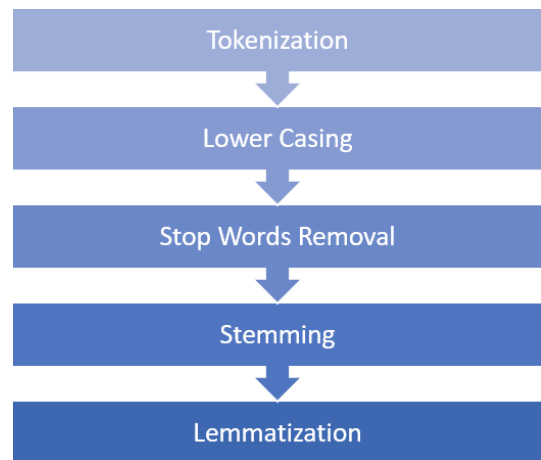 Tokenization
Lower Casing
Stop Words Removal
Stemming
Lemmatization